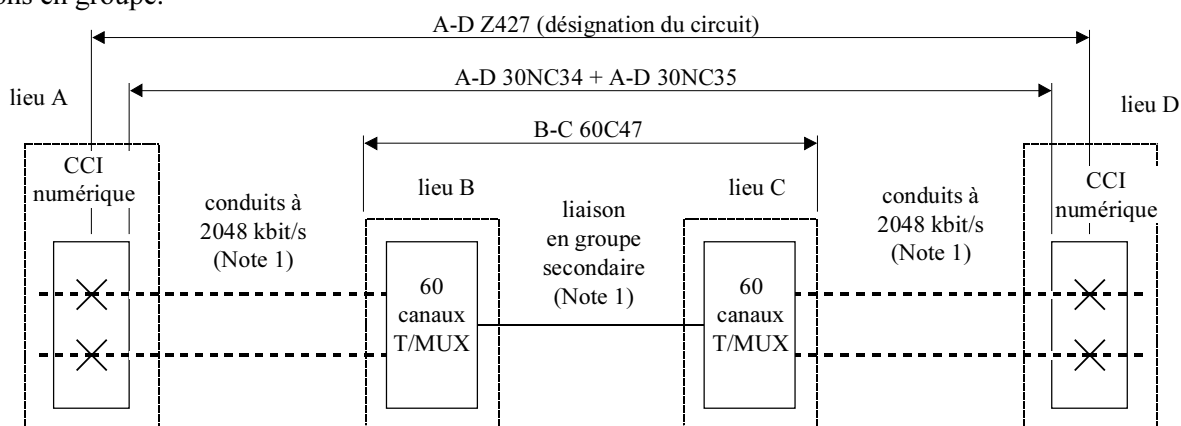 ons en groupe.
A-D Z427 (désignation du circuit)
A-D 30NC34 + A-D 30NC35
lieu A
lieu D
B-C 60C47
CCI
numérique
lieu B
lieu C
CCI
numérique
conduits à
2048 kbit/s
(Note 1)
liaison
en groupe
secondaire
(Note 1)
conduits à
2048 kbit/s
(Note 1)
60
canaux
T/MUX
60
canaux
T/MUX